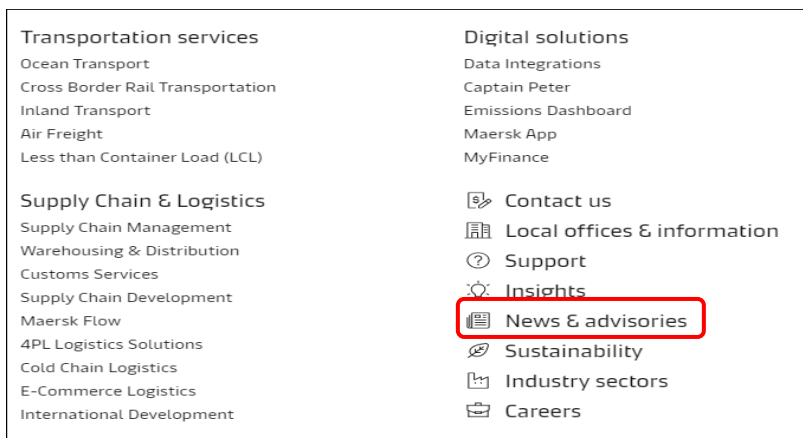 Transportation services
Ocean Transport
Cross Border Rail Transportation
Inland Transport
Air Freight
Less than Container Load (LCL)
Supply Chain & Logistics
Supply Chain Management
Warehousing & Distribution
Customs Services
Supply Chain Development
Maersk Flow
4PL Logistics Solutions
Cold Chain Logistics
E-Commerce Logistics
International Development
Digital solutions
Data Integrations
Captain Peter
Emissions Dashboard
Maersk App
MyFinance
Contact us
Local offices & information
Support
Insights
News & advisories
Sustainability
Industry sectors
Careers